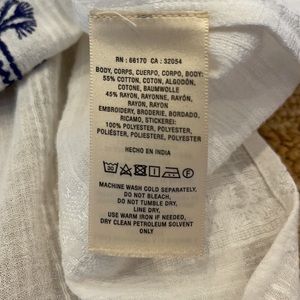 RN : 66170 CA : 32054
BODY, CORPS, CUERPO, CORPO, BODY:
55% COTTON, COTON, ALGODÓN,
COTONE, BAUMWOLLE
45% RAYON, RAYONNE, RAYÓN,
RAYON, RAYON
EMBROIDERY, BRODERIE, BORDADO,
RICAMO, STICKEREI:
100% POLYESTER, POLYESTER,
POLIÉSTER, POLIESTERE, POLYESTER
HECHO EN INDIA
MACHINE WASH COLD SEPARATELY,
DO NOT BLEACH,
DO NOT TUMBLE DRY,
LINE DRY,
USE WARM IRON IF NEEDED,
DRY CLEAN PETROLEUM SOLVENT
ONLY